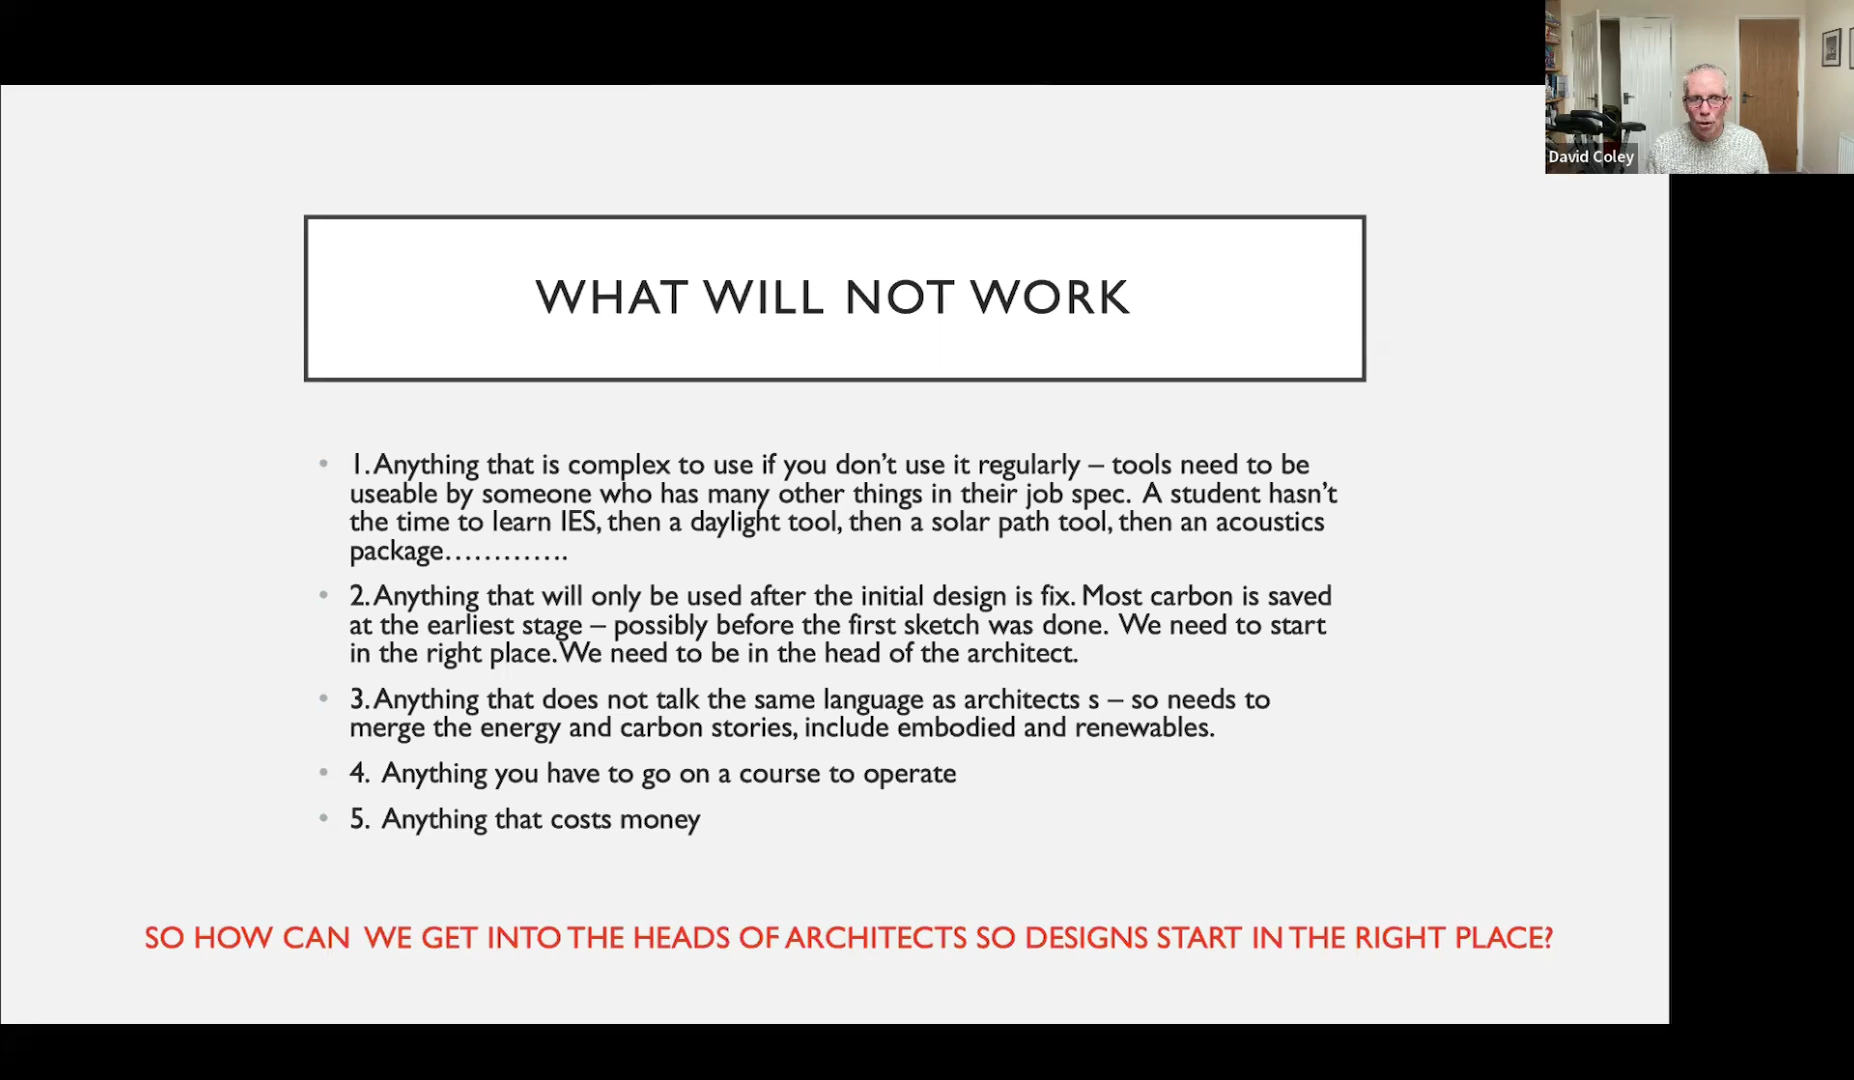 David Coley
WHAT WILL NOT WORK
• 1. Anything that is complex to use if you don't use it regularly – tools need to be
useable by someone who has many other things in their job spec. A student hasn't
the time to learn IES, then a daylight tool, then a solar path tool, then an acoustics
package………….
• 2. Anything that will only be used after the initial design is fix. Most carbon is saved
at the earliest stage – possibly before the first sketch was done. We need to start
in the right place. We need to be in the head of the architect.
• 3. Anything that does not talk the same language as architects s – so needs to
merge the energy and carbon stories, include embodied and renewables.
• 4. Anything you have to go on a course to operate
• 5. Anything that costs money
SO HOW CAN WE GET INTO THE HEADS OF ARCHITECTS SO DESIGNS START IN THE RIGHT PLACE?